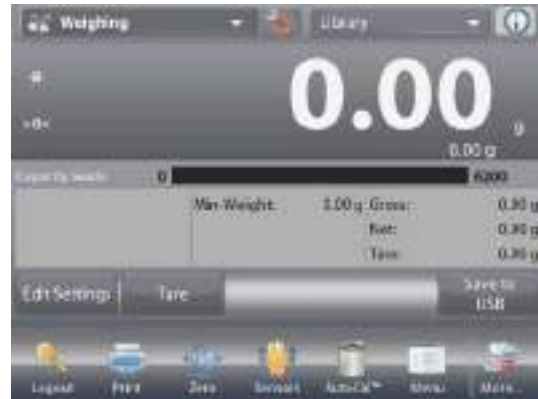 Weighing Library
0.00
g
0.00 g
Capacity 0 6200
Min-Weight: 0.00 g Gross: 0.00 g
Net: 0.00 g
Tare: 0.00 g
Edit Settings Tare Save to
USB
Logout Print Zero Sensors AutoCal™ Menu More...